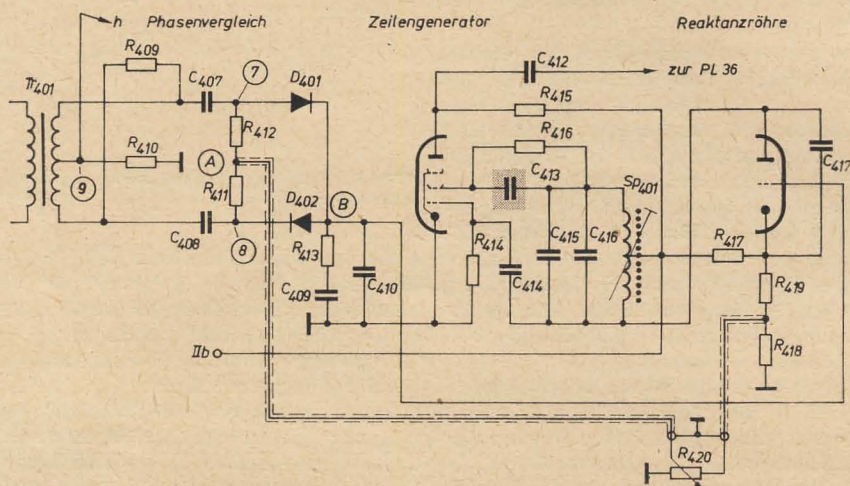 h Phasenvergleich Zeilengenerator Reaktanzröhre
R409
C412
zur PL 36
Tr401
C407
7
D401
R415
R412
R416
C417
A
R410
C413
9
Sp401
R411
D402
B
C408
8
R413
R414
C415
C416
R417
C409
C410
C414
R419
IIb
R418
R420